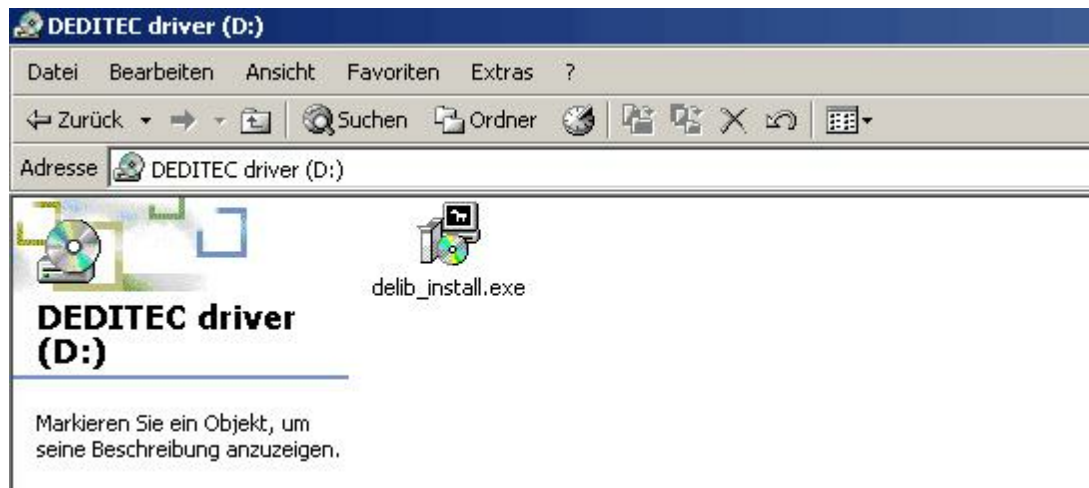 DEDITEC driver (D:)
Datei Bearbeiten Ansicht Favoriten Extras ?
Zurück Suchen Ordner
Adresse DEDITEC driver (D:)
delib_install.exe
DEDITEC driver
(D:)
Markieren Sie ein Objekt, um
seine Beschreibung anzuzeigen.